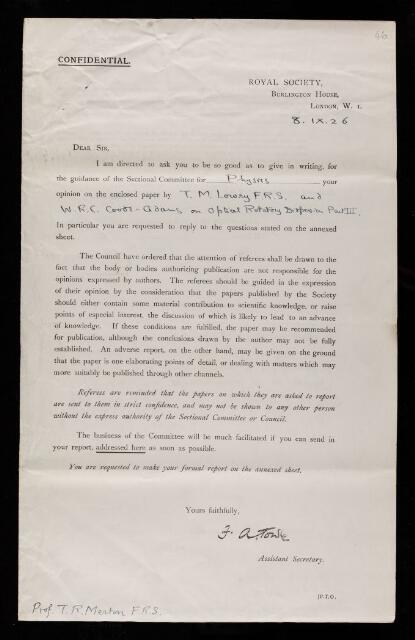 46
CONFIDENTIAL.
ROYAL SOCIETY,
BURLINGTON HOUSE,
LONDON, W. 1.
8. IX. 26
DEAR SIR,
I am directed to ask you to be so good as to give in writing, for
the guidance of the Sectional Committee for Physics your
opinion on the enclosed paper by T. M. Lowry F.R.S. and
W. R. C. Coode-Adams on Optical Rotatory Dispersion Part III.
In particular you are requested to reply to the questions stated on the annexed
sheet.
The Council have ordered that the attention of referees shall be drawn to the
fact that the body or bodies authorizing publication are not responsible for the
opinions expressed by authors. The referees should be guided in the expression
of their opinion by the consideration that the papers published by the Society
should either contain some material contribution to scientific knowledge, or raise
points of especial interest, the discussion of which is likely to lead to an advance
of knowledge. If these conditions are fulfilled, the paper may be recommended
for publication, although the conclusions drawn by the author may not be fully
established. An adverse report, on the other hand, may be given on the ground
that the paper is one elaborating points of detail, or dealing with matters which may
more suitably be published through other channels.
Referees are reminded that the papers on which they are asked to report
are sent to them in strict confidence, and may not be shown to any other person
without the express authority of the Sectional Committee or Council.
The business of the Committee will be much facilitated if you can send in
your report, addressed here as soon as possible.
You are requested to make your formal report on the annexed sheet.
Yours faithfully,
F. A. Towle
Assistant Secretary.
[P.T.O.
Prof. T. R. Merton F.R.S.